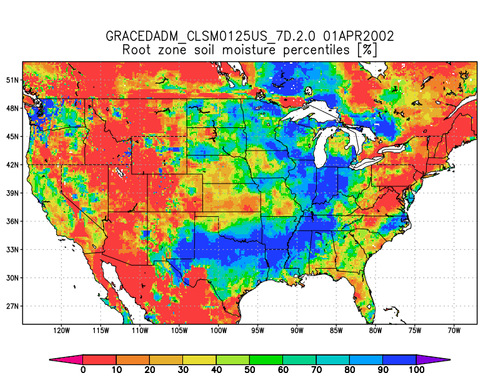 GRACEDADM_CLSM0125US_7D.2.0 01APR2002
Root zone soil moisture percentiles [%]
51N
48N
45N
42N
39N
36N
33N
30N
27N
120W 115W 110W 105W 100W 95W 90W 85W 80W 75W 70W
0 10 20 30 40 50 60 70 80 90 100